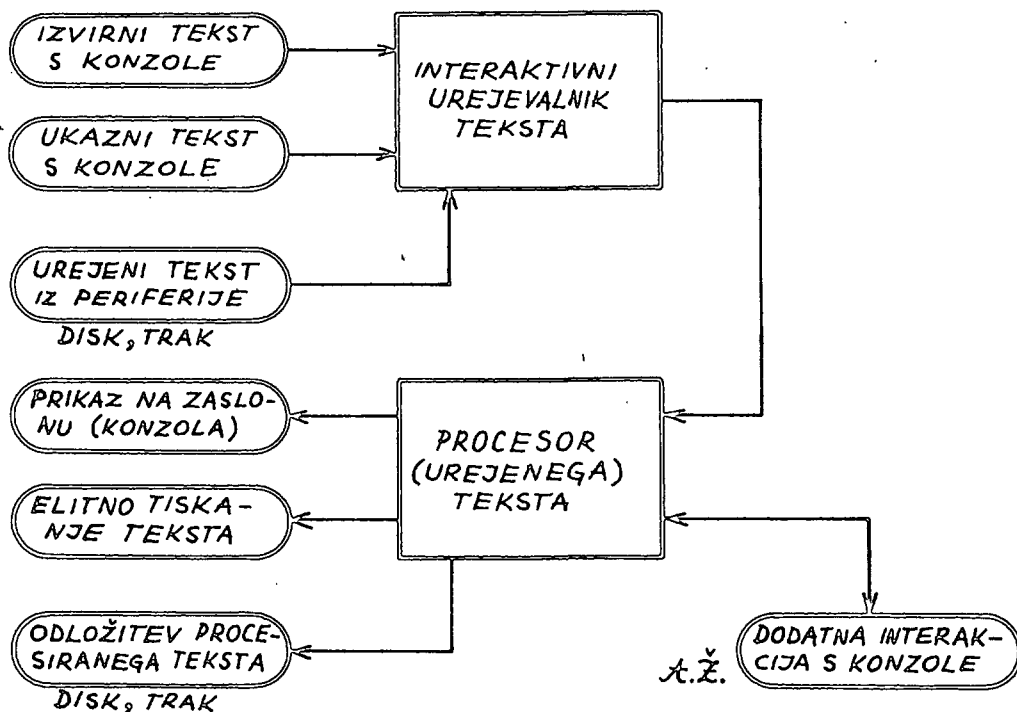 IZVIRNI TEKST
S KONZOLE
INTERAKTIVNI
UREJEVALNIK
TEKSTA
UKAZNI TEKST
S KONZOLE
UREJENI TEKST
IZ PERIFERIJE
DISK, TRAK
PRIKAZ NA ZASLO-
NU (KONZOLA)
PROCESOR
(UREJENEGA)
TEKSTA
ELITNO TISKA-
NJE TEKSTA
ODLOŽITEV PROCE-
SIRANEGA TEKSTA
DISK, TRAK
A.Ž.
DODATNA INTERAK-
CIJA S KONZOLE